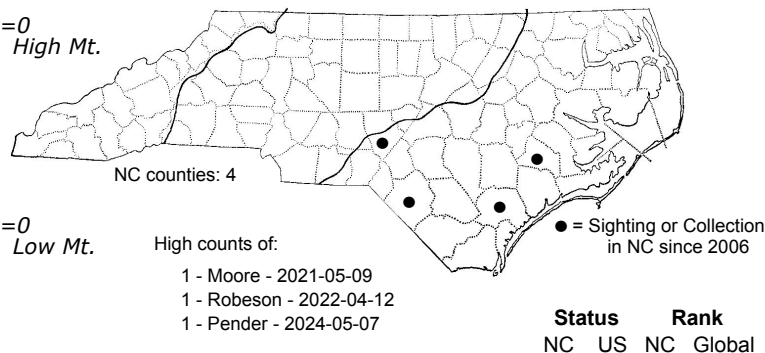 =0
High Mt.
NC counties: 4
=0
Low Mt.
High counts of:
1 - Moore - 2021-05-09
1 - Robeson - 2022-04-12
1 - Pender - 2024-05-07
● = Sighting or Collection
in NC since 2006
Status Rank
NC US NC Global